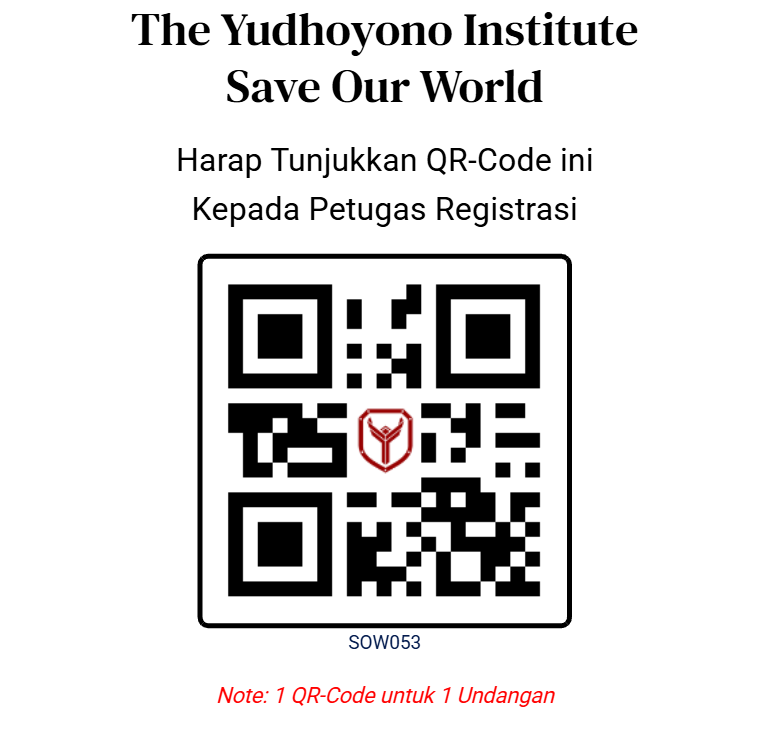 The Yudhoyono Institute
Save Our World
Harap Tunjukkan QR-Code ini
Kepada Petugas Registrasi
SOW053
Note: 1 QR-Code untuk 1 Undangan